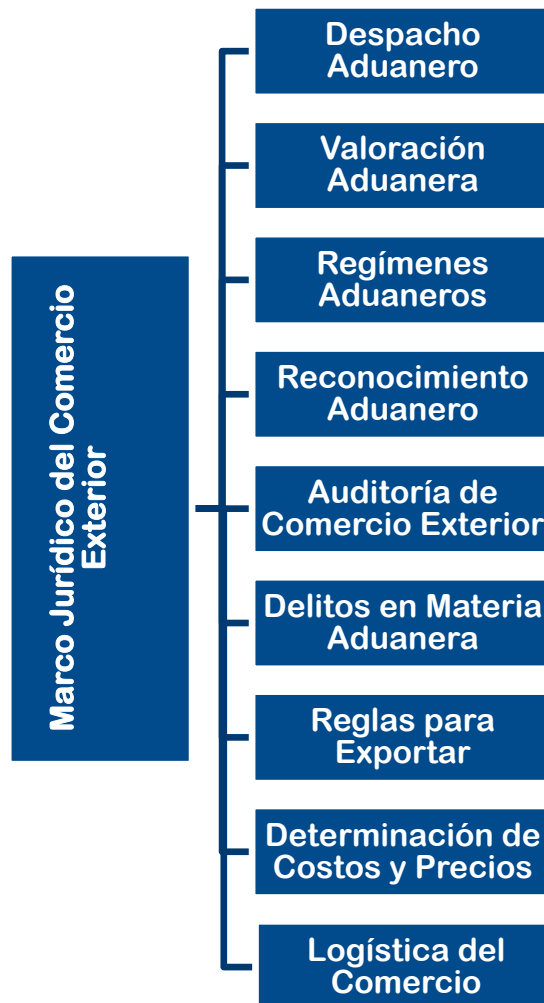 Marco Jurídico del Comercio
Exterior
Despacho
Aduanero
Valoración
Aduanera
Regímenes
Aduaneros
Reconocimiento
Aduanero
Auditoría de
Comercio Exterior
Delitos en Materia
Aduanera
Reglas para
Exportar
Determinación de
Costos y Precios
Logística del
Comercio